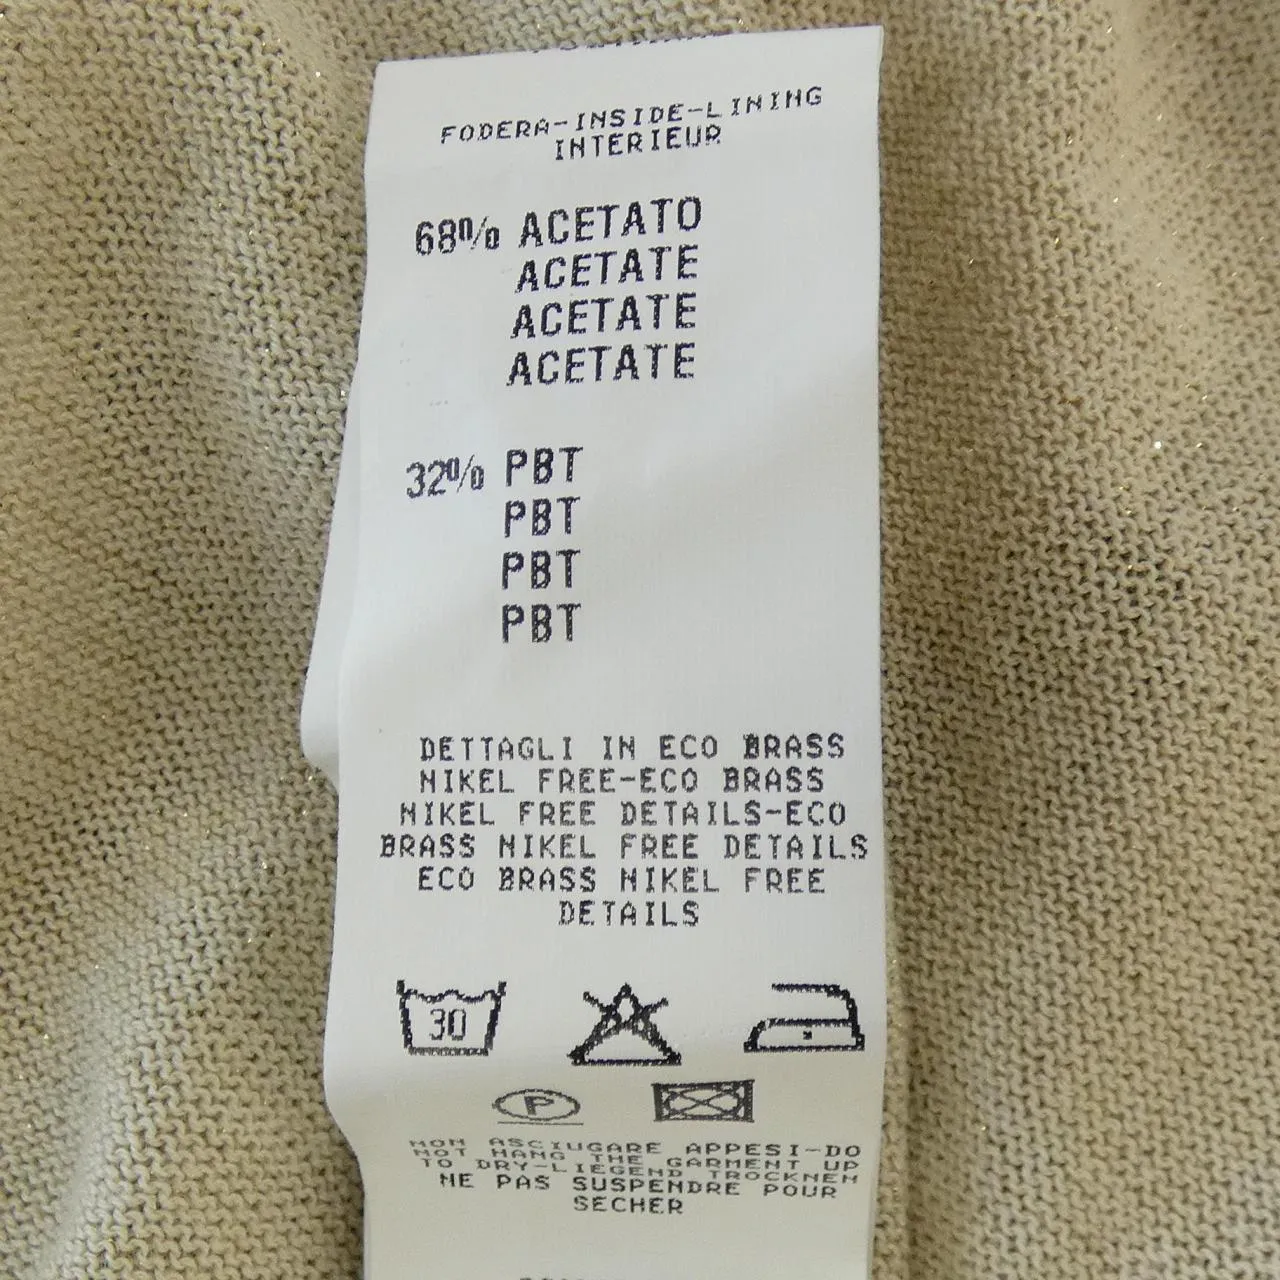 FODERA-INSIDE-LINING
INTERIEUR
68% ACETATO
ACETATE
ACETATE
ACETATE
32% PBT
PBT
PBT
PBT
DETTAGLI IN ECO BRASS
NIKEL FREE-ECO BRASS
NIKEL FREE DETAILS-ECO
BRASS NIKEL FREE DETAILS
ECO BRASS NIKEL FREE
DETAILS
30
P
NON ASCIUGARE APPESI-DO
NOT HANG THE GARMENT UP
TO DRY-LIEGEND TROCKNEN
NE PAS SUSPENDRE POUR
SECHER